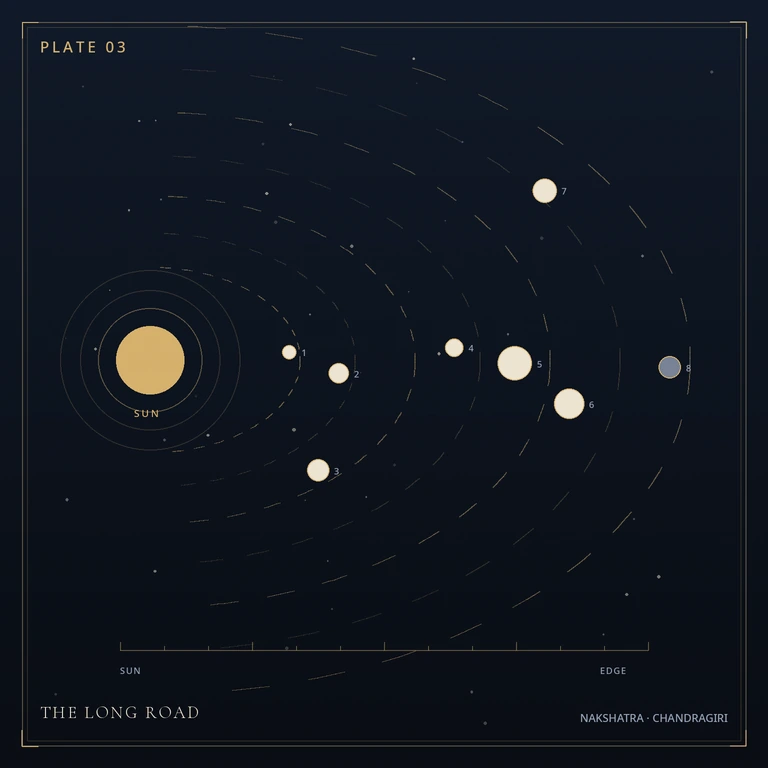 PLATE 03
7
1
4
5
8
2
6
SUN
3
SUN
EDGE
THE LONG ROAD
NAKSHATRA · CHANDRAGIRI